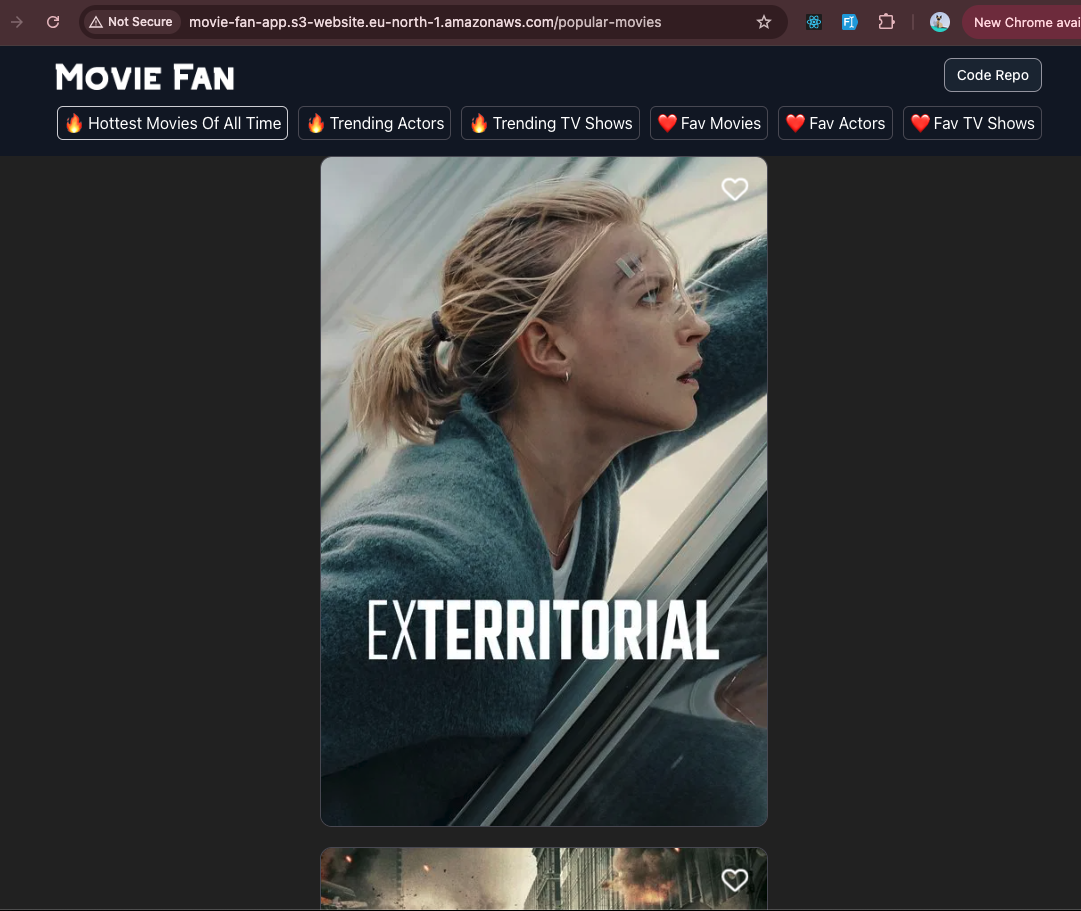 Not Secure movie-fan-app.s3-website.eu-north-1.amazonaws.com/popular-movies
New Chrome avai
MOVIE FAN
Code Repo
🔥 Hottest Movies Of All Time
🔥 Trending Actors
🔥 Trending TV Shows
❤️ Fav Movies
❤️ Fav Actors
❤️ Fav TV Shows
EXTERRITORIAL